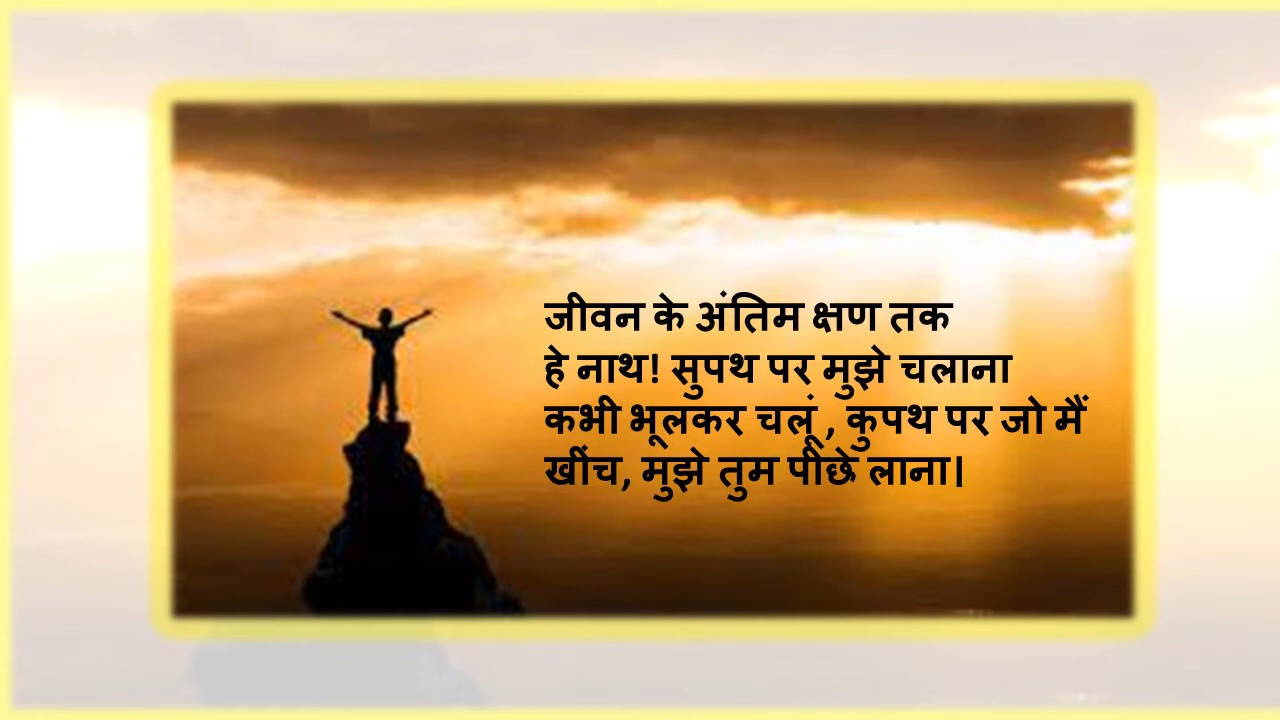 जीवन के अंतिम क्षण तक
हे नाथ! सुपथ पर मुझे चलाना
कभी भूलकर चलूं , कुपथ पर जो मैं
खींच, मुझे तुम पीछे लाना।